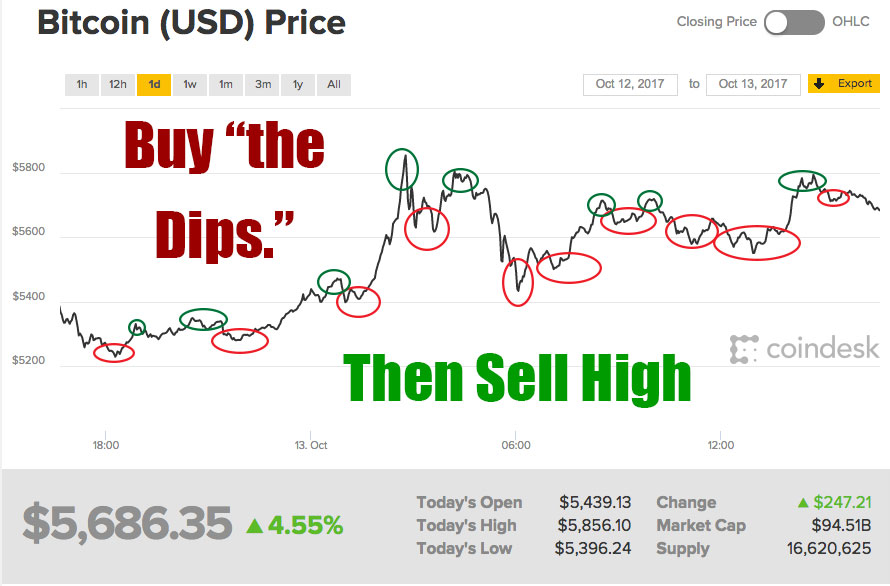 Bitcoin (USD) Price
Closing Price OHLC
1h 12h 1d 1w 1m 3m 1y All
Oct 12, 2017 to Oct 13, 2017 Export
Buy “the
Dips.”
$5800
$5600
$5400
$5200
coindesk
Then Sell High
18:00 13. Oct 06:00 12:00
$5,686.35 4.55%
Today's Open $5,439.13 Change $247.21
Today's High $5,856.10 Market Cap $94.51B
Today's Low $5,396.24 Supply 16,620,625